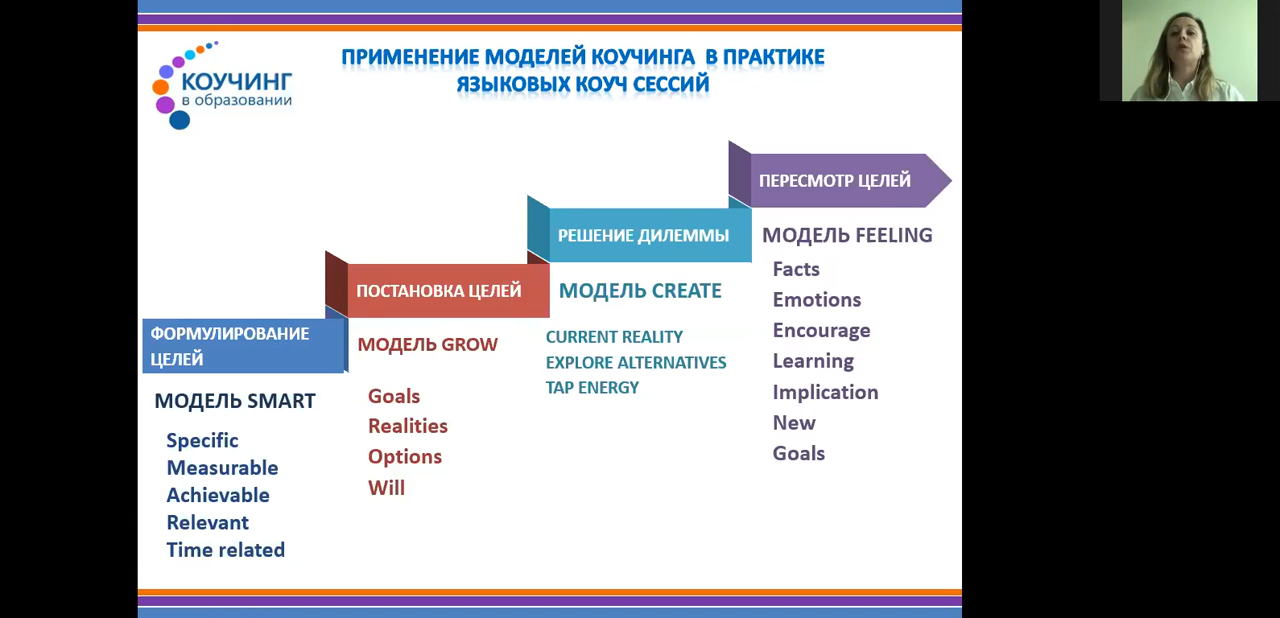 КОУЧИНГ
в образовании
ПРИМЕНЕНИЕ МОДЕЛЕЙ КОУЧИНГА В ПРАКТИКЕ
ЯЗЫКОВЫХ КОУЧ СЕССИЙ
ФОРМУЛИРОВАНИЕ
ЦЕЛЕЙ
МОДЕЛЬ SMART
Specific
Measurable
Achievable
Relevant
Time related
ПОСТАНОВКА ЦЕЛЕЙ
МОДЕЛЬ GROW
Goals
Realities
Options
Will
РЕШЕНИЕ ДИЛЕММЫ
МОДЕЛЬ CREATE
CURRENT REALITY
EXPLORE ALTERNATIVES
TAP ENERGY
ПЕРЕСМОТР ЦЕЛЕЙ
МОДЕЛЬ FEELING
Facts
Emotions
Encourage
Learning
Implication
New
Goals